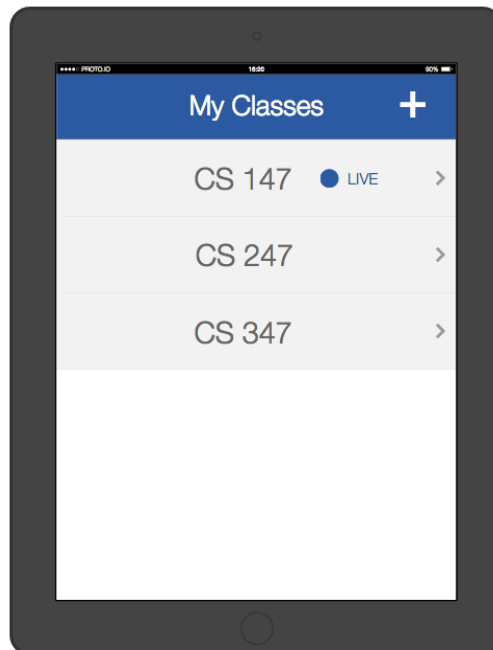 PROTO.IO 16:20 90%
My Classes +
CS 147 LIVE >
CS 247 >
CS 347 >